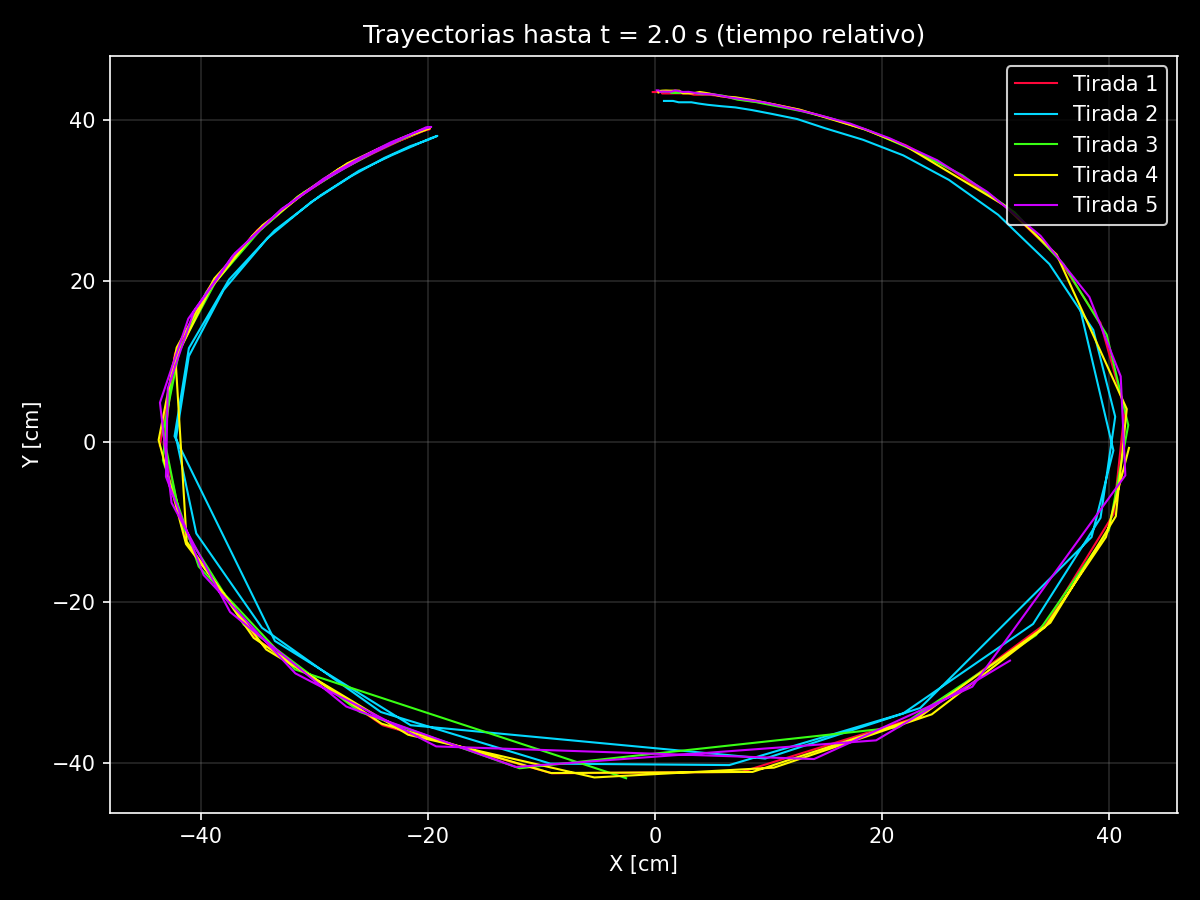 Trayectorias hasta t = 2.0 s (tiempo relativo)
Tirada 1
Tirada 2
Tirada 3
Tirada 4
Tirada 5
40
20
0
−20
−40
Y [cm]
−40
−20
0
20
40
X [cm]